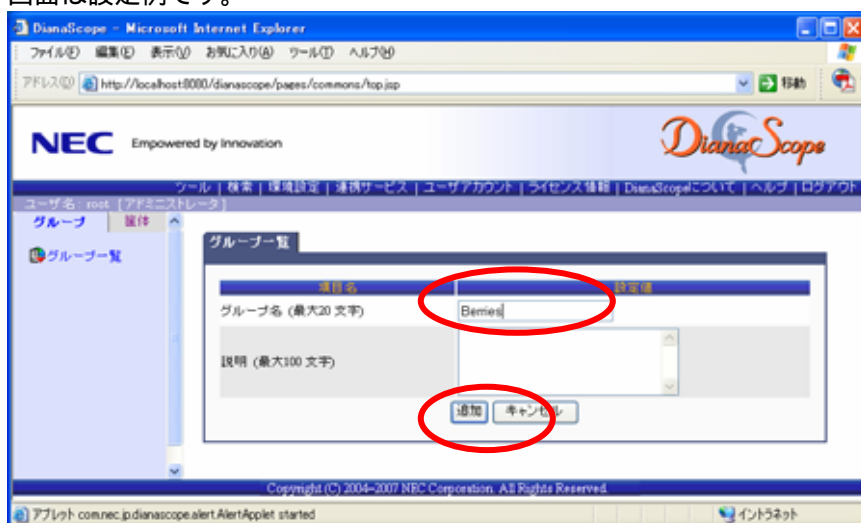 画面は設定例です。
DianaScope - Microsoft Internet Explorer
ファイル(F) 編集(E) 表示(V) お気に入り(A) ツール(T) ヘルプ(H)
アドレス(D) http://localhost:8080/dianascope/pages/commons/top.jsp 移動
NEC Empowered by Innovation DianaScope
ツール | 検索 | 環境設定 | 連携サービス | ユーザアカウント | ライセンス情報 | DianaScopeについて | ヘルプ | ログアウト
ユーザ名: root [アドミニストレータ]
グループ 筐体
グループ一覧
グループ一覧
項目名 設定値
グループ名 (最大20 文字) Berries
説明 (最大100 文字)
追加 キャンセル
Copyright (C) 2004-2007 NEC Corporation. All Rights Reserved.
アプレット com.nec.jp.dianascope.alert.AlertApplet started イントラネット